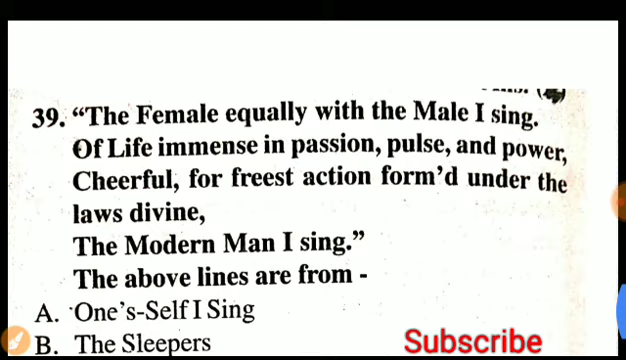 39. “The Female equally with the Male I sing.
Of Life immense in passion, pulse, and power,
Cheerful, for freest action form’d under the
laws divine,
The Modern Man I sing.”
The above lines are from -
A. One’s-Self I Sing
B. The Sleepers
Subscribe